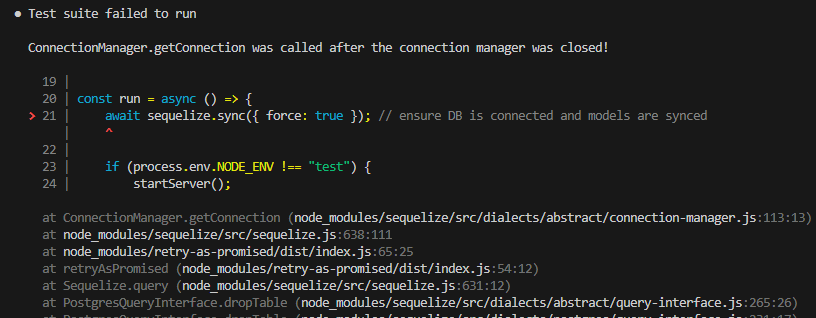 ● Test suite failed to run
ConnectionManager.getConnection was called after the connection manager was closed!
19 |
20 | const run = async () => {
> 21 |     await sequelize.sync({ force: true }); // ensure DB is connected and models are synced
|     ^
22 |
23 |     if (process.env.NODE_ENV !== "test") {
24 |         startServer();
at ConnectionManager.getConnection (node_modules/sequelize/src/dialects/abstract/connection-manager.js:113:13)
at node_modules/sequelize/src/sequelize.js:638:111
at node_modules/retry-as-promised/dist/index.js:65:25
at retryAsPromised (node_modules/retry-as-promised/dist/index.js:54:12)
at Sequelize.query (node_modules/sequelize/src/sequelize.js:631:12)
at PostgresQueryInterface.dropTable (node_modules/sequelize/src/dialects/abstract/query-interface.js:265:26)